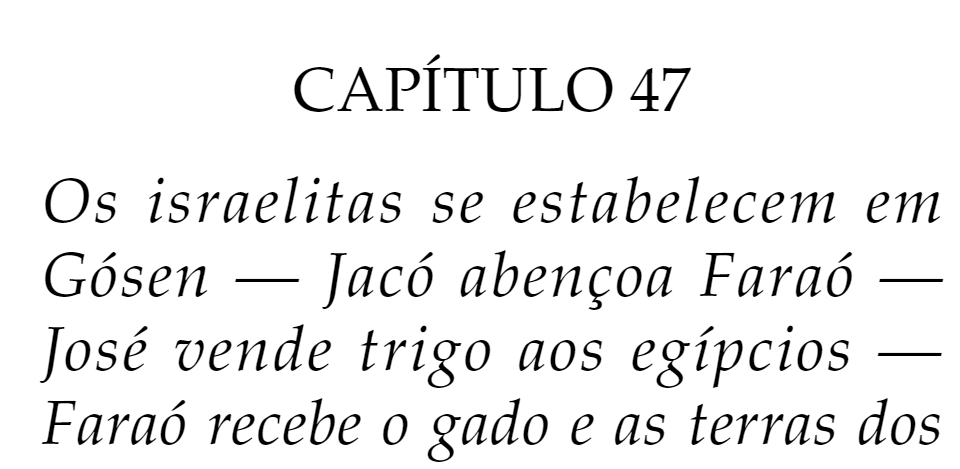 CAPÍTULO 47
Os israelitas se estabelecem em
Gósen — Jacó abençoa Faraó —
José vende trigo aos egípcios —
Faraó recebe o gado e as terras dos